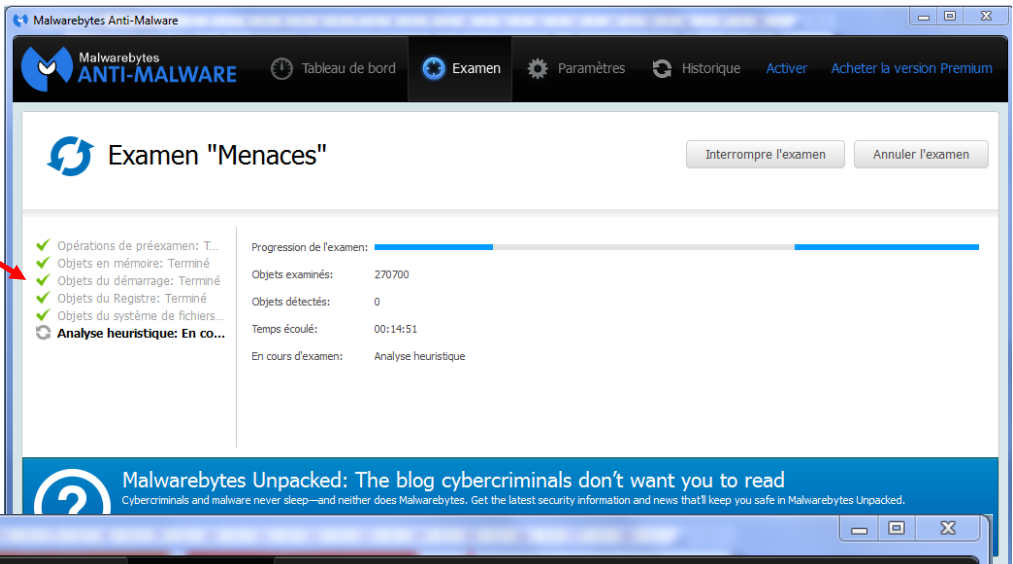 Malwarebytes Anti-Malware
Malwarebytes
ANTI-MALWARE
Tableau de bord
Examen
Paramètres
Historique
Activer
Acheter la version Premium
Examen "Menaces"
Interrompre l'examen
Annuler l'examen
Opérations de préexamen: T...
Objets en mémoire: Terminé
Objets du démarrage: Terminé
Objets du Registre: Terminé
Objets du système de fichiers...
Analyse heuristique: En co...
Progression de l'examen:
Objets examinés: 270700
Objets détectés: 0
Temps écoulé: 00:14:51
En cours d'examen: Analyse heuristique
Malwarebytes Unpacked: The blog cybercriminals don't want you to read
Cybercriminals and malware never sleep—and neither does Malwarebytes. Get the latest security information and news that'll keep you safe in Malwarebytes Unpacked.